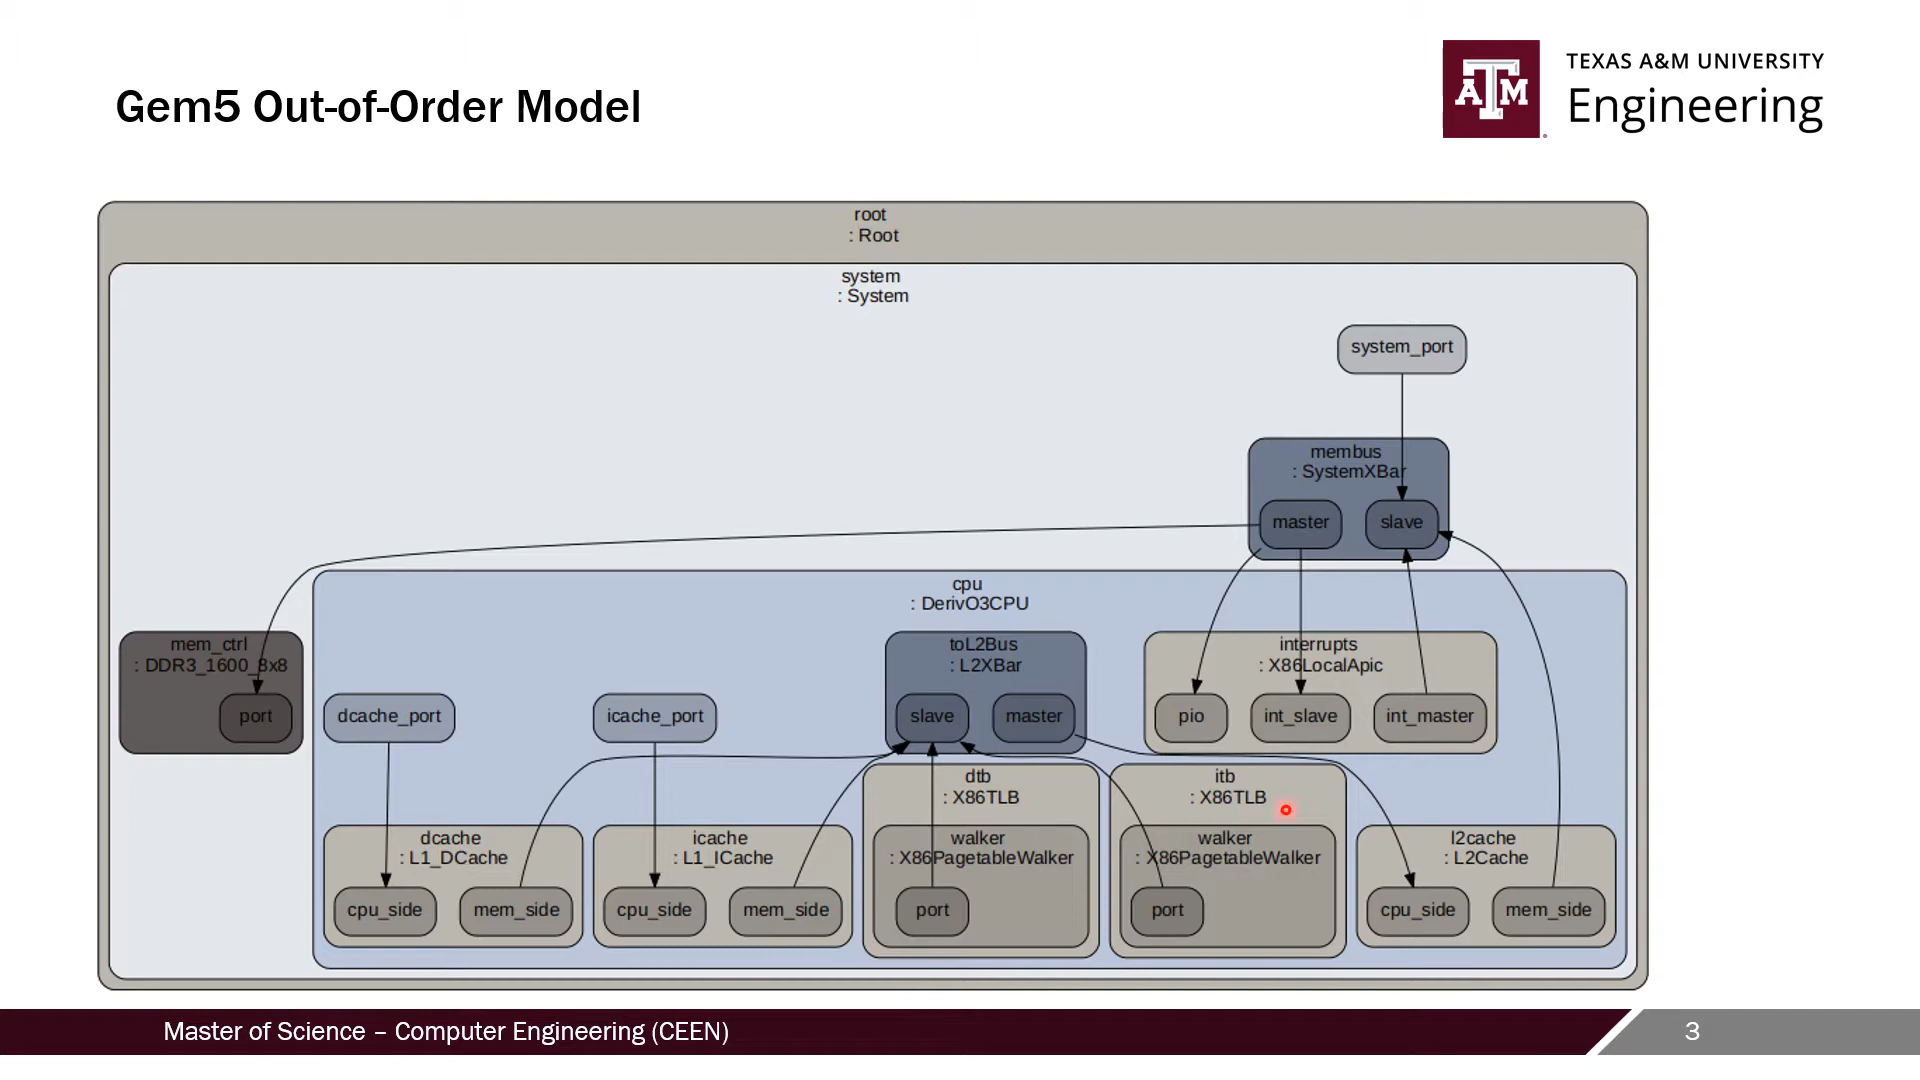 Gem5 Out-of-Order Model
TEXAS A&M UNIVERSITY
Engineering
ATM
root
: Root
system
: System
system_port
membus
: SystemXBar
master
slave
cpu
: DerivO3CPU
mem_ctrl
: DDR3_1600_8x8
port
toL2Bus
: L2XBar
slave
master
interrupts
: X86LocalApic
pio
int_slave
int_master
dcache_port
icache_port
dtb
: X86TLB
itb
: X86TLB
dcache
: L1_DCache
cpu_side
mem_side
icache
: L1_ICache
cpu_side
mem_side
walker
: X86PagetableWalker
port
walker
: X86PagetableWalker
port
l2cache
: L2Cache
cpu_side
mem_side
Master of Science – Computer Engineering (CEEN)
3